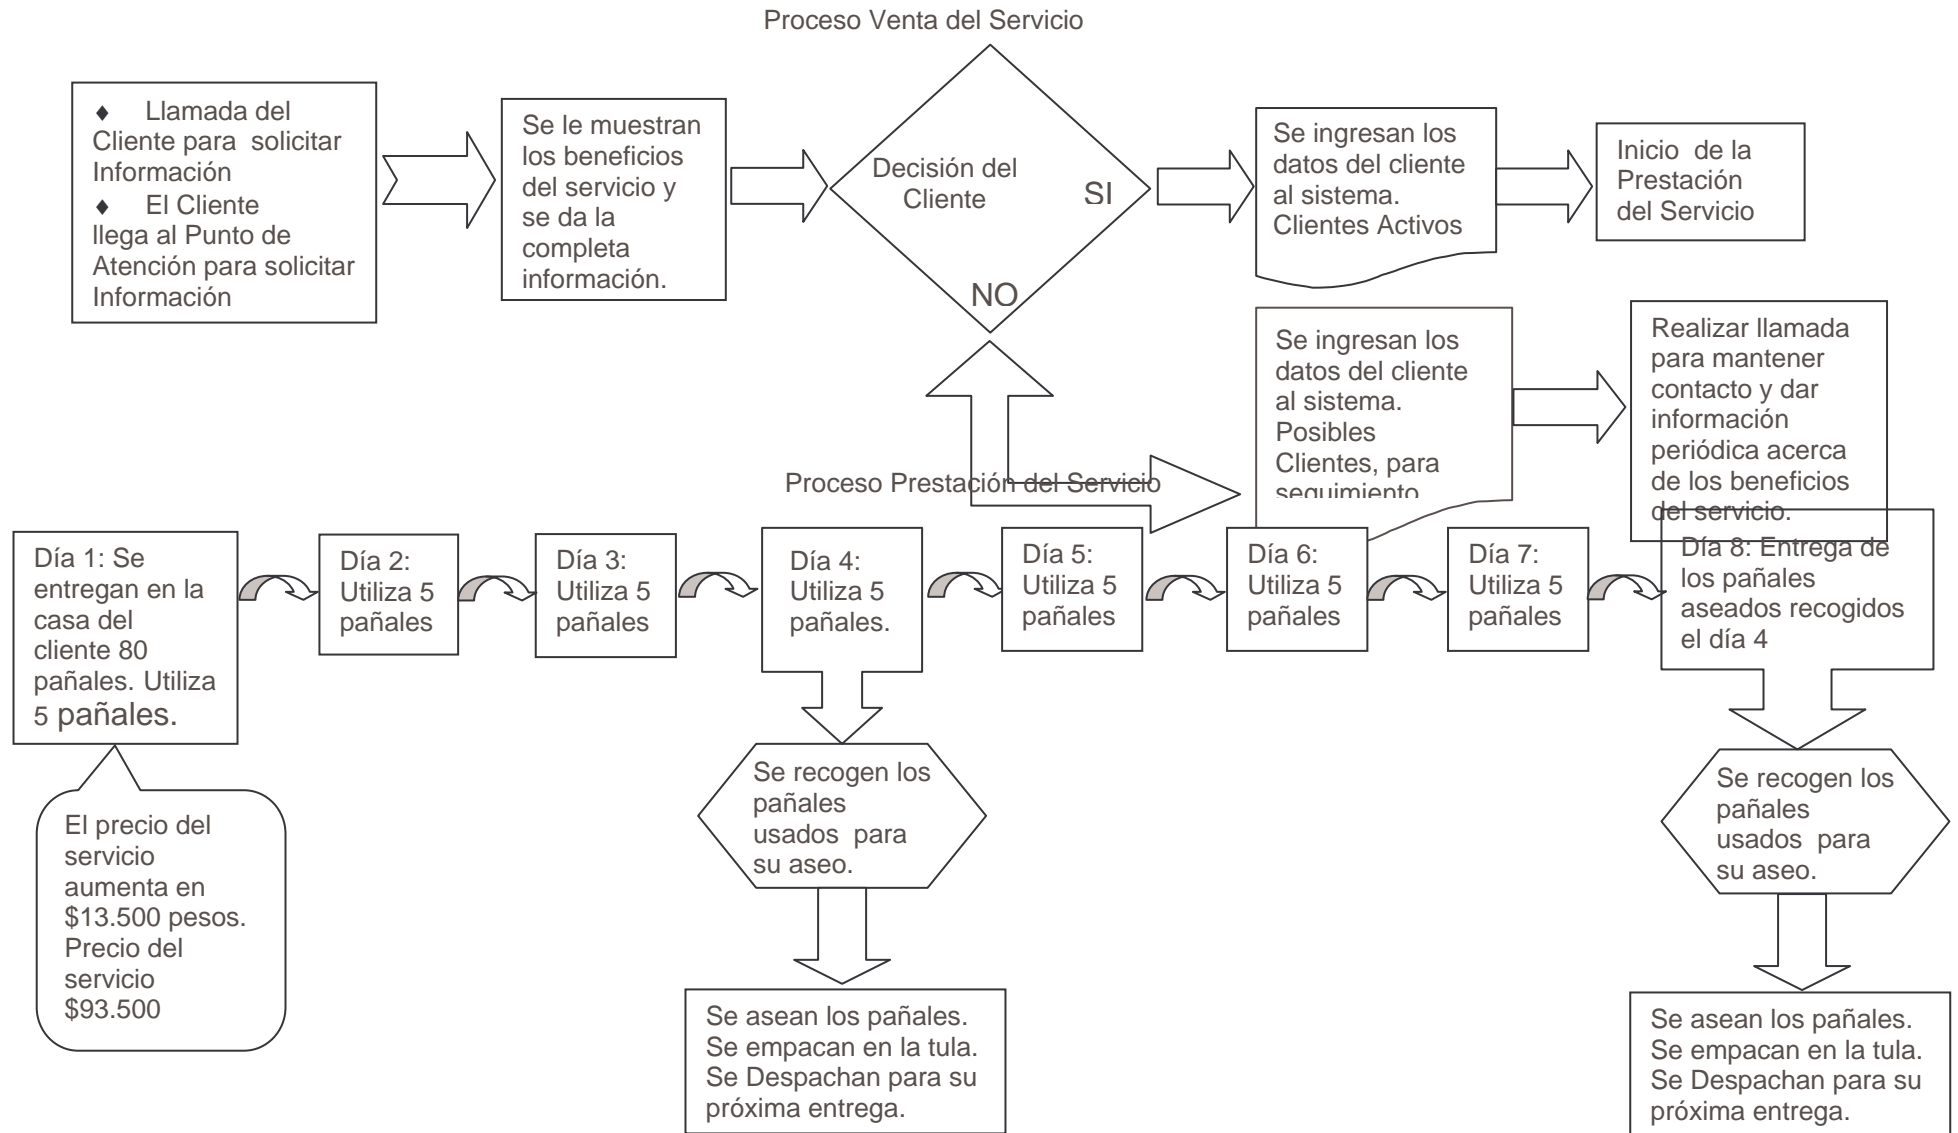 Proceso Venta del Servicio
♦ Llamada del
Cliente para solicitar
Información
♦ El Cliente
llega al Punto de
Atención para solicitar
Información
Se le muestran
los beneficios
del servicio y
se da la
completa
información.
Decisión del
Cliente
SI
NO
Se ingresan los
datos del cliente
al sistema.
Clientes Activos
Inicio de la
Prestación
del Servicio
Se ingresan los
datos del cliente
al sistema.
Posibles
Clientes, para
seguimiento
Realizar llamada
para mantener
contacto y dar
información
periódica acerca
de los beneficios
del servicio.
Proceso Prestación del Servicio
Día 1: Se
entregan en la
casa del
cliente 80
pañales. Utiliza
5 pañales.
Día 2:
Utiliza 5
pañales
Día 3:
Utiliza 5
pañales
Día 4:
Utiliza 5
pañales.
Día 5:
Utiliza 5
pañales
Día 6:
Utiliza 5
pañales
Día 7:
Utiliza 5
pañales
Día 8: Entrega de
los pañales
aseados recogidos
el día 4
El precio del
servicio
aumenta en
$13.500 pesos.
Precio del
servicio
$93.500
Se recogen los
pañales
usados para
su aseo.
Se recogen los
pañales
usados para
su aseo.
Se asean los pañales.
Se empacan en la tula.
Se Despachan para su
próxima entrega.
Se asean los pañales.
Se empacan en la tula.
Se Despachan para su
próxima entrega.